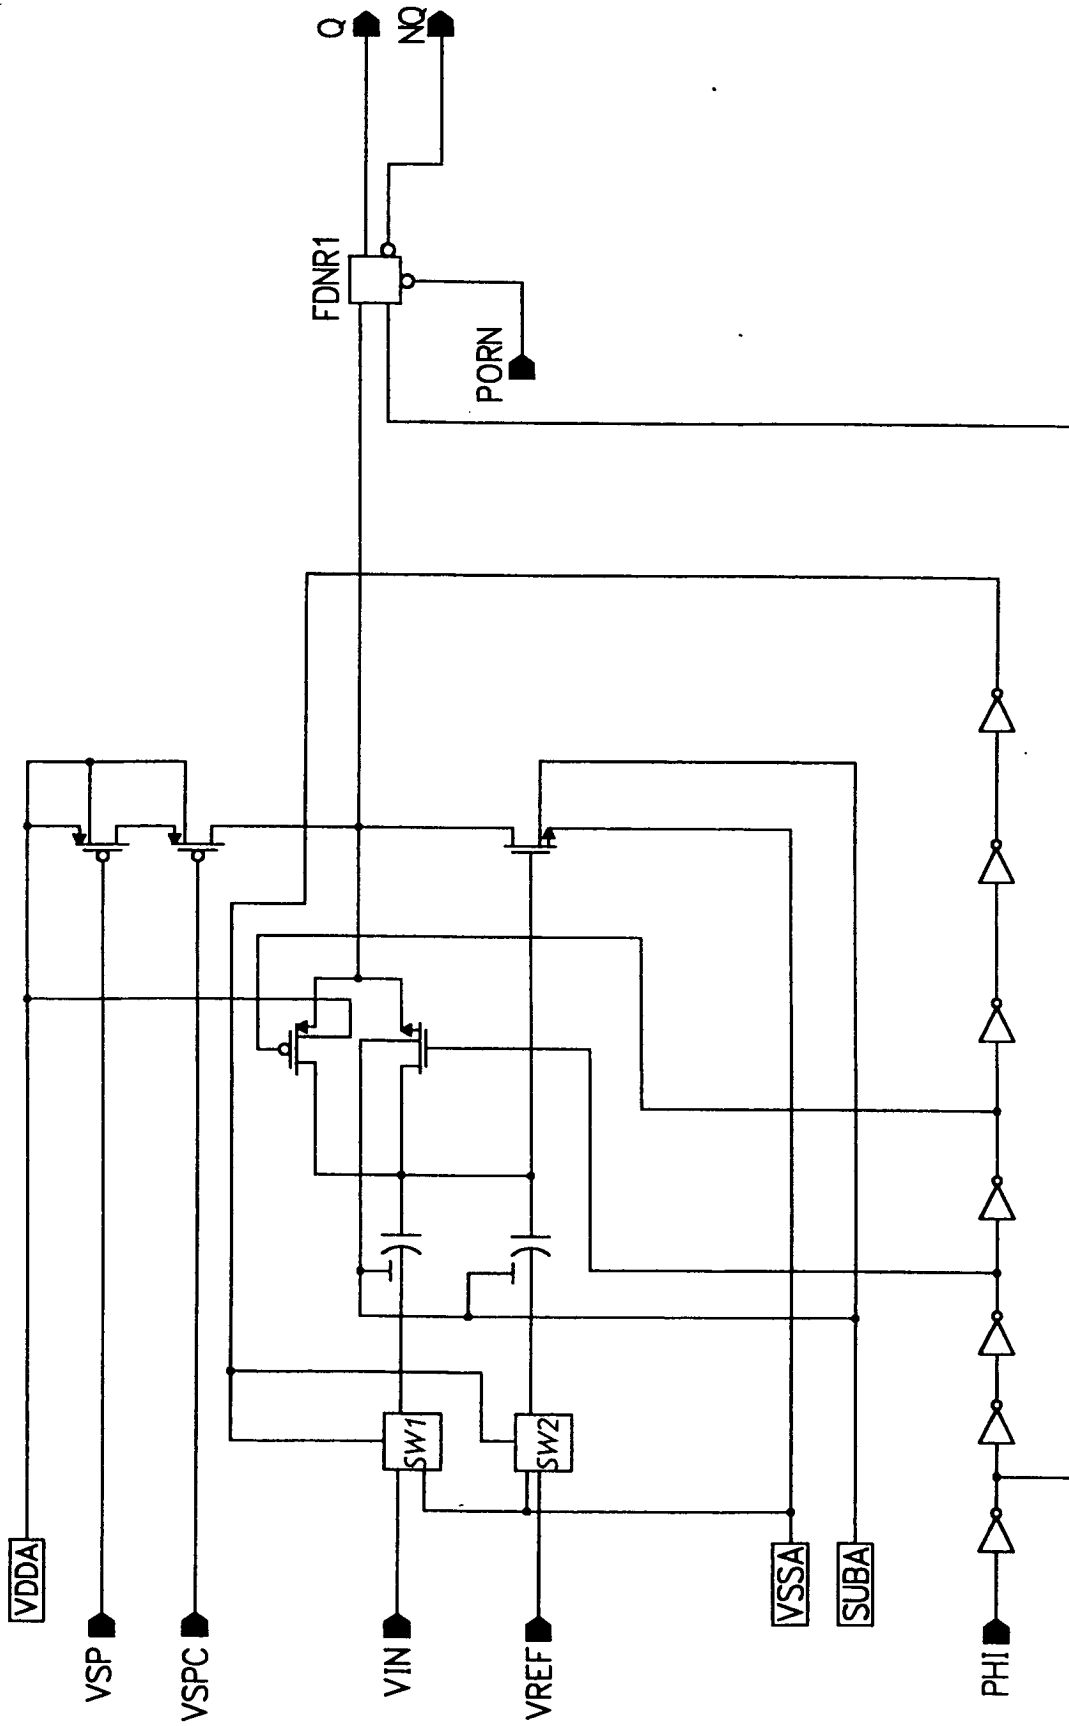 Q
NQ
FDNR1
PORN
VDDA
VSP
VSPC
VIN
SW1
VREF
SW2
VSSA
SUBA
PHI